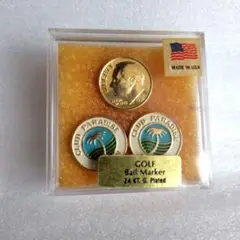 MADE IN USA
CLUB PARADISE
CLUB PARADISE
GOLF
Ball Marker
24 KT. G. Plated